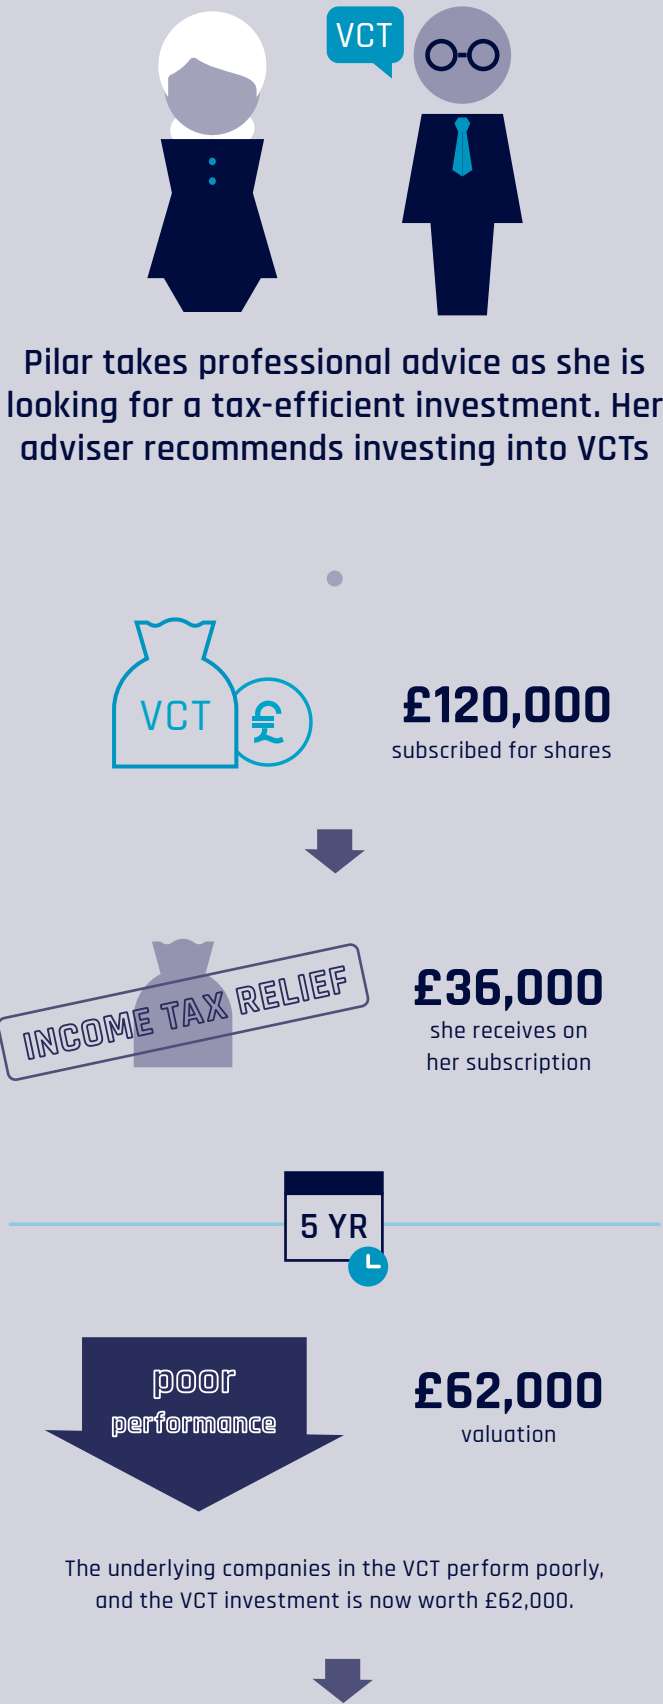 VCT
Pilar takes professional advice as she is
looking for a tax-efficient investment. Her
adviser recommends investing into VCTs
VCT
£
£120,000
subscribed for shares
INCOME TAX RELIEF
£36,000
she receives on
her subscription
5 YR
poor
performance
£62,000
valuation
The underlying companies in the VCT perform poorly,
and the VCT investment is now worth £62,000.